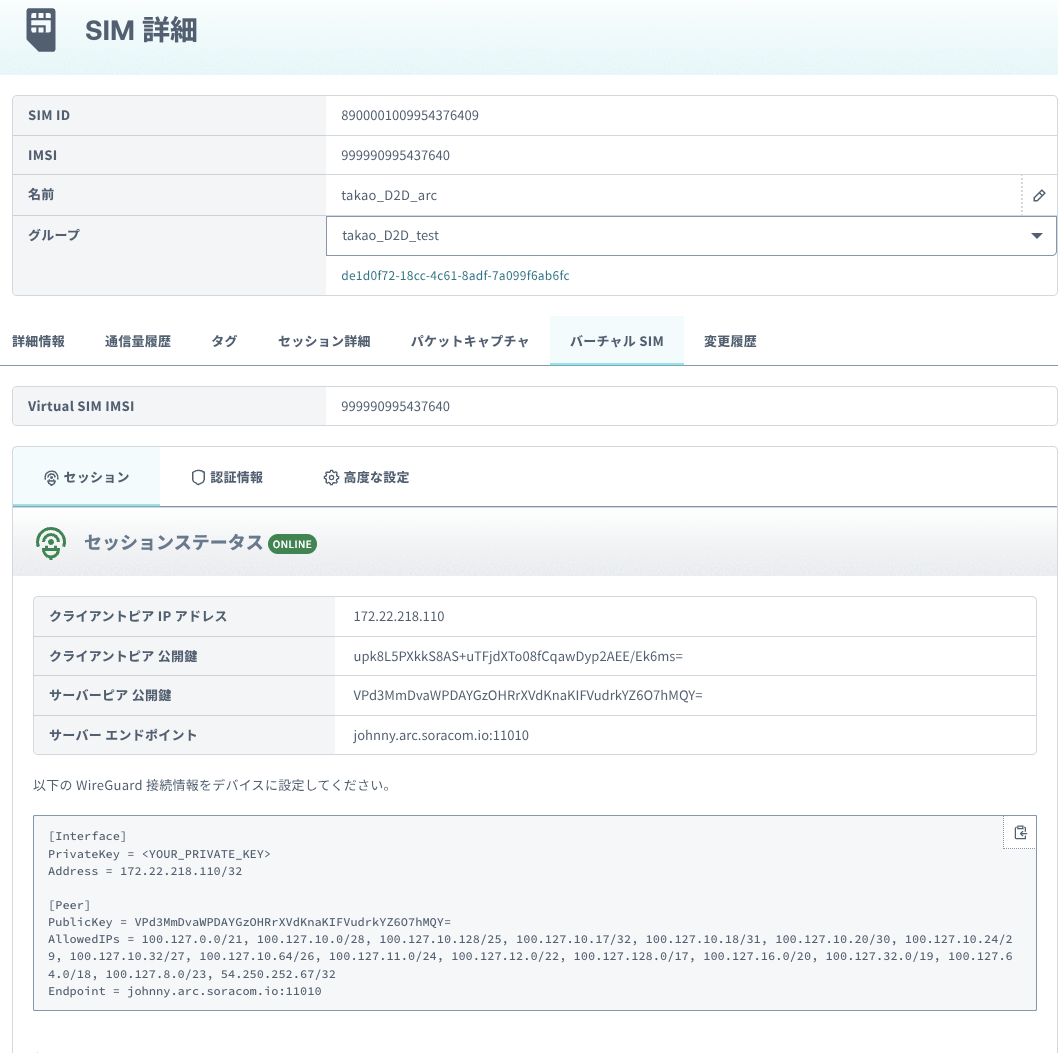 SIM 詳細
SIM ID 8900001009954376409
IMSI 999990995437640
名前 takao_D2D_arc
グループ takao_D2D_test
de1d0f72-18cc-4c61-8adf-7a099f6ab6fc
詳細情報 通信量履歴 タグ セッション詳細 パケットキャプチャ バーチャル SIM 変更履歴
Virtual SIM IMSI 999990995437640
セッション 認証情報 高度な設定
セッションステータス ONLINE
クライアントピア IP アドレス 172.22.218.110
クライアントピア 公開鍵 upk8L5PXkkS8AS+uTFjdXTo08fCqawDyp2AEE/Ek6ms=
サーバーピア 公開鍵 VPd3MmDvaWPDAYGzOHRrXVdKnaKIFVudrkYZ6O7hMQY=
サーバー エンドポイント johnny.arc.soracom.io:11010
以下の WireGuard 接続情報をデバイスに設定してください。
[Interface]
PrivateKey = <YOUR_PRIVATE_KEY>
Address = 172.22.218.110/32
[Peer]
PublicKey = VPd3MmDvaWPDAYGzOHRrXVdKnaKIFVudrkYZ6O7hMQY=
AllowedIPs = 100.127.0.0/21, 100.127.10.0/28, 100.127.10.128/25, 100.127.10.17/32, 100.127.10.18/31, 100.127.10.20/30, 100.127.10.24/2
9, 100.127.10.32/27, 100.127.10.64/26, 100.127.11.0/24, 100.127.12.0/22, 100.127.128.0/17, 100.127.16.0/20, 100.127.32.0/19, 100.127.6
4.0/18, 100.127.8.0/23, 54.250.252.67/32
Endpoint = johnny.arc.soracom.io:11010